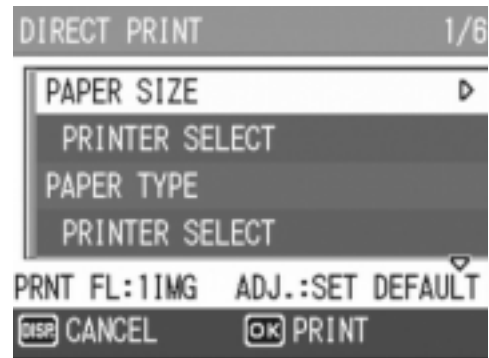 DIRECT PRINT 1/6
PAPER SIZE
PRINTER SELECT
PAPER TYPE
PRINTER SELECT
PRNT FL:1IMG ADJ.:SET DEFAULT
DISP. CANCEL OK PRINT